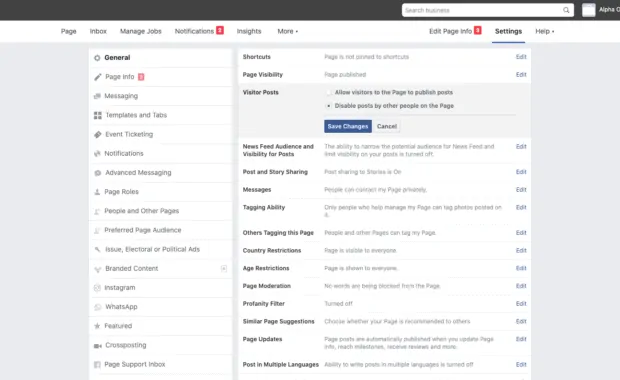 Search business
Alpha
Page Inbox Manage Jobs Notifications 2 Insights More Edit Page Info 3 Settings Help
General
Page Info 3
Messaging
Templates and Tabs
Event Ticketing
Notifications
Advanced Messaging
Page Roles
People and Other Pages
Preferred Page Audience
Issue, Electoral or Political Ads
Branded Content
Instagram
WhatsApp
Featured
Crossposting
Page Support Inbox
Shortcuts Page is not pinned to shortcuts Edit
Page Visibility Page published Edit
Visitor Posts Allow visitors to the Page to publish posts
Disable posts by other people on the Page
Save Changes Cancel
News Feed Audience and The ability to narrow the potential audience for News Feed and Edit
Visibility for Posts limit visibility on your posts is turned off.
Post and Story Sharing Post sharing to Stories is On Edit
Messages People can contact my Page privately. Edit
Tagging Ability Only people who help manage my Page can tag photos posted on Edit
it.
Others Tagging this Page People and other Pages can tag my Page. Edit
Country Restrictions Page is visible to everyone. Edit
Age Restrictions Page is shown to everyone. Edit
Page Moderation No words are being blocked from the Page. Edit
Profanity Filter Turned off Edit
Similar Page Suggestions Choose whether your Page is recommended to others Edit
Page Updates Page posts are automatically published when you update Page Edit
info, reach milestones, receive reviews and more.
Post in Multiple Languages Ability to write posts in multiple languages is turned off Edit